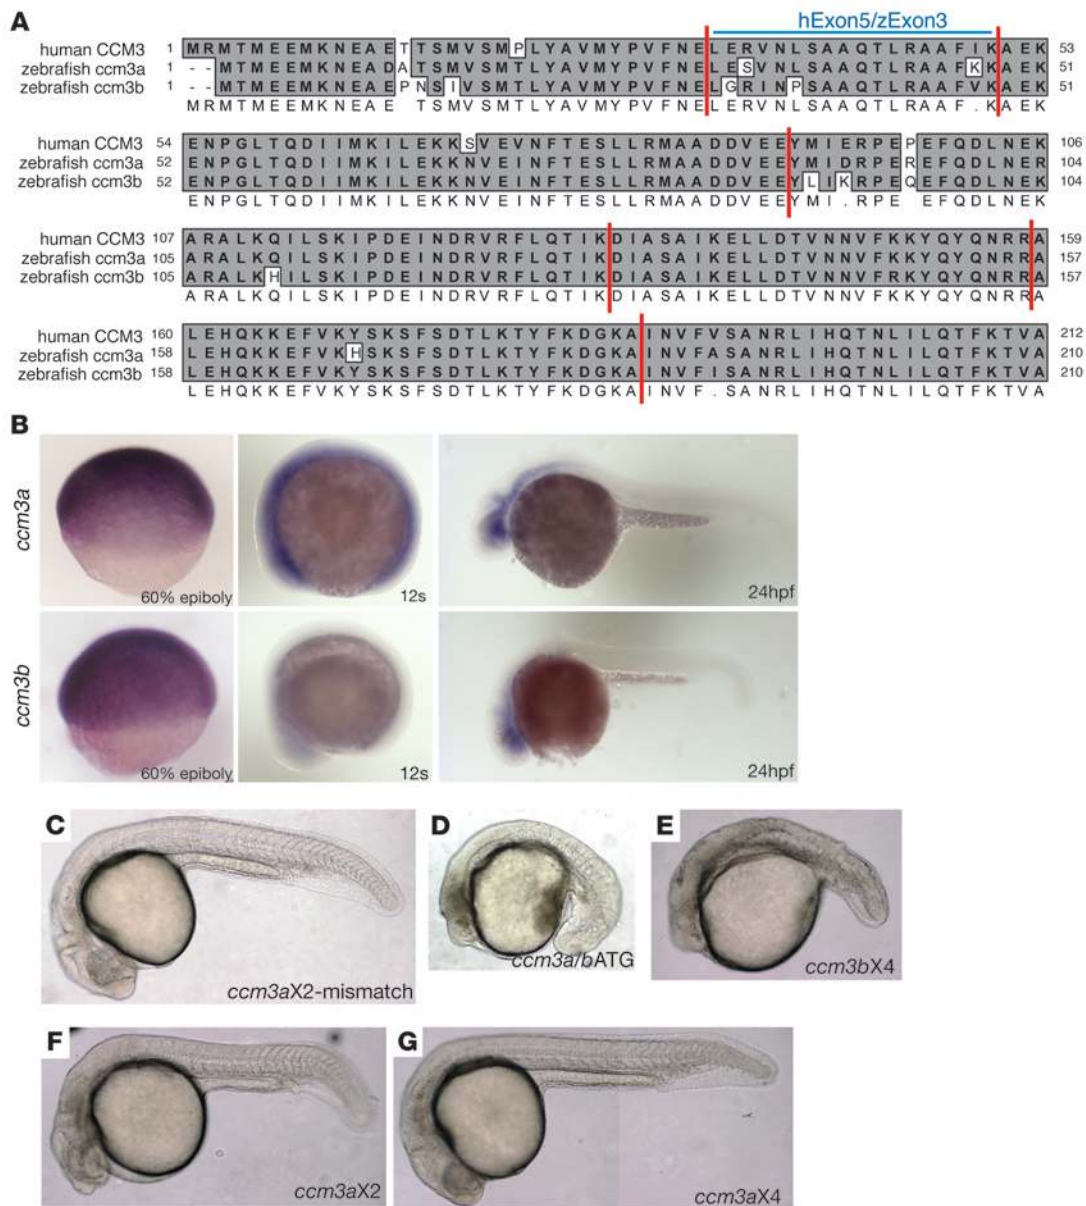 A
hExon5/zExon3
human CCM3 1 MRMTMEEMKNEAETTSMVSMPLYAVMYPVFNELERVNLSAAQTLRAAFIKAEK 53
zebrafish ccm3a 1 --MTMEEMKNEADATSMVSMTLYAVMYPVFNELESVNLSAAQTLRAAFKKAEK 51
zebrafish ccm3b 1 --MTMEEMKNEAEPNSIVSMTLYAVMYPVFNELGRINPSAAQTLRAAFVKAEK 51
MRMTMEEMKNEAE TSMVSMTLYAVMYPVFNELERVNLSAAQTLRAAF.KAEK
human CCM3 54 ENPGLTQDIIMKILEKKSVEVNFTESLLRMAADDVEEYMIERPEPEFQDLNEK 106
zebrafish ccm3a 52 ENPGLTQDIIMKILEKKNVEINFTESLLRMAADDVEEYMIDRPEREFQDLNER 104
zebrafish ccm3b 52 ENPGLTQDIIMKILEKKNVEINFTESLLRMAADDVEEYLIKRPEQEFQDLNEK 104
ENPGLTQDIIMKILEKKNVEINFTESLLRMAADDVEEYMI.RPE EFQDLNEK
human CCM3 107 ARALKQILSKIPDEINDRVRFLQTIKDIASAIKELLDTVNNVFKKYQYQNRRA 159
zebrafish ccm3a 105 ARALKQILSKIPDEINDRVRFLQTIKDIASAIKELLDTVNNVFKKYQYQNRRA 157
zebrafish ccm3b 105 ARALKHILSKIPDEINDRVRFLQTIKDIASAIKELLDTVNNVFKKYQYQNRRA 157
ARALKQILSKIPDEINDRVRFLQTIKDIASAIKELLDTVNNVFKKYQYQNRRA
human CCM3 160 LEHQKKEFVKYSKSFSDTLKTYFKDGKAINVFVSANRLIHQTNLILQTFKTVA 212
zebrafish ccm3a 158 LEHQKKEFVKHSKSFSDTLKTYFKDGKAINVFASANRLIHQTNLILQTFKTVA 210
zebrafish ccm3b 158 LEHQKKEFVKYSKSFSDTLKTYFKDGKAINVFISANRLIHQTNLILQTFKTVA 210
LEHQKKEFVKYSKSFSDTLKTYFKDGKAINVF.SANRLIHQTNLILQTFKTVA
B
ccm3a
60% epiboly
12s
24hpf
ccm3b
60% epiboly
12s
24hpf
C
ccm3aX2-mismatch
D
ccm3a/bATG
E
ccm3bX4
F
ccm3aX2
G
ccm3aX4